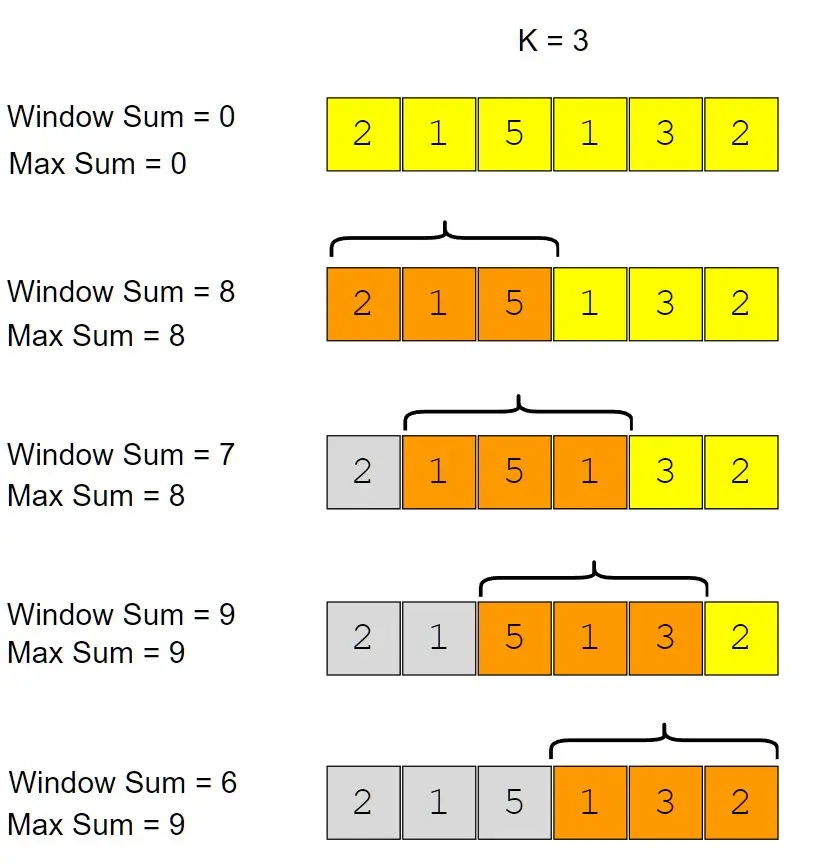 K = 3
Window Sum = 0
Max Sum = 0
2 1 5 1 3 2
Window Sum = 8
Max Sum = 8
2 1 5 1 3 2
Window Sum = 7
Max Sum = 8
2 1 5 1 3 2
Window Sum = 9
Max Sum = 9
2 1 5 1 3 2
Window Sum = 6
Max Sum = 9
2 1 5 1 3 2